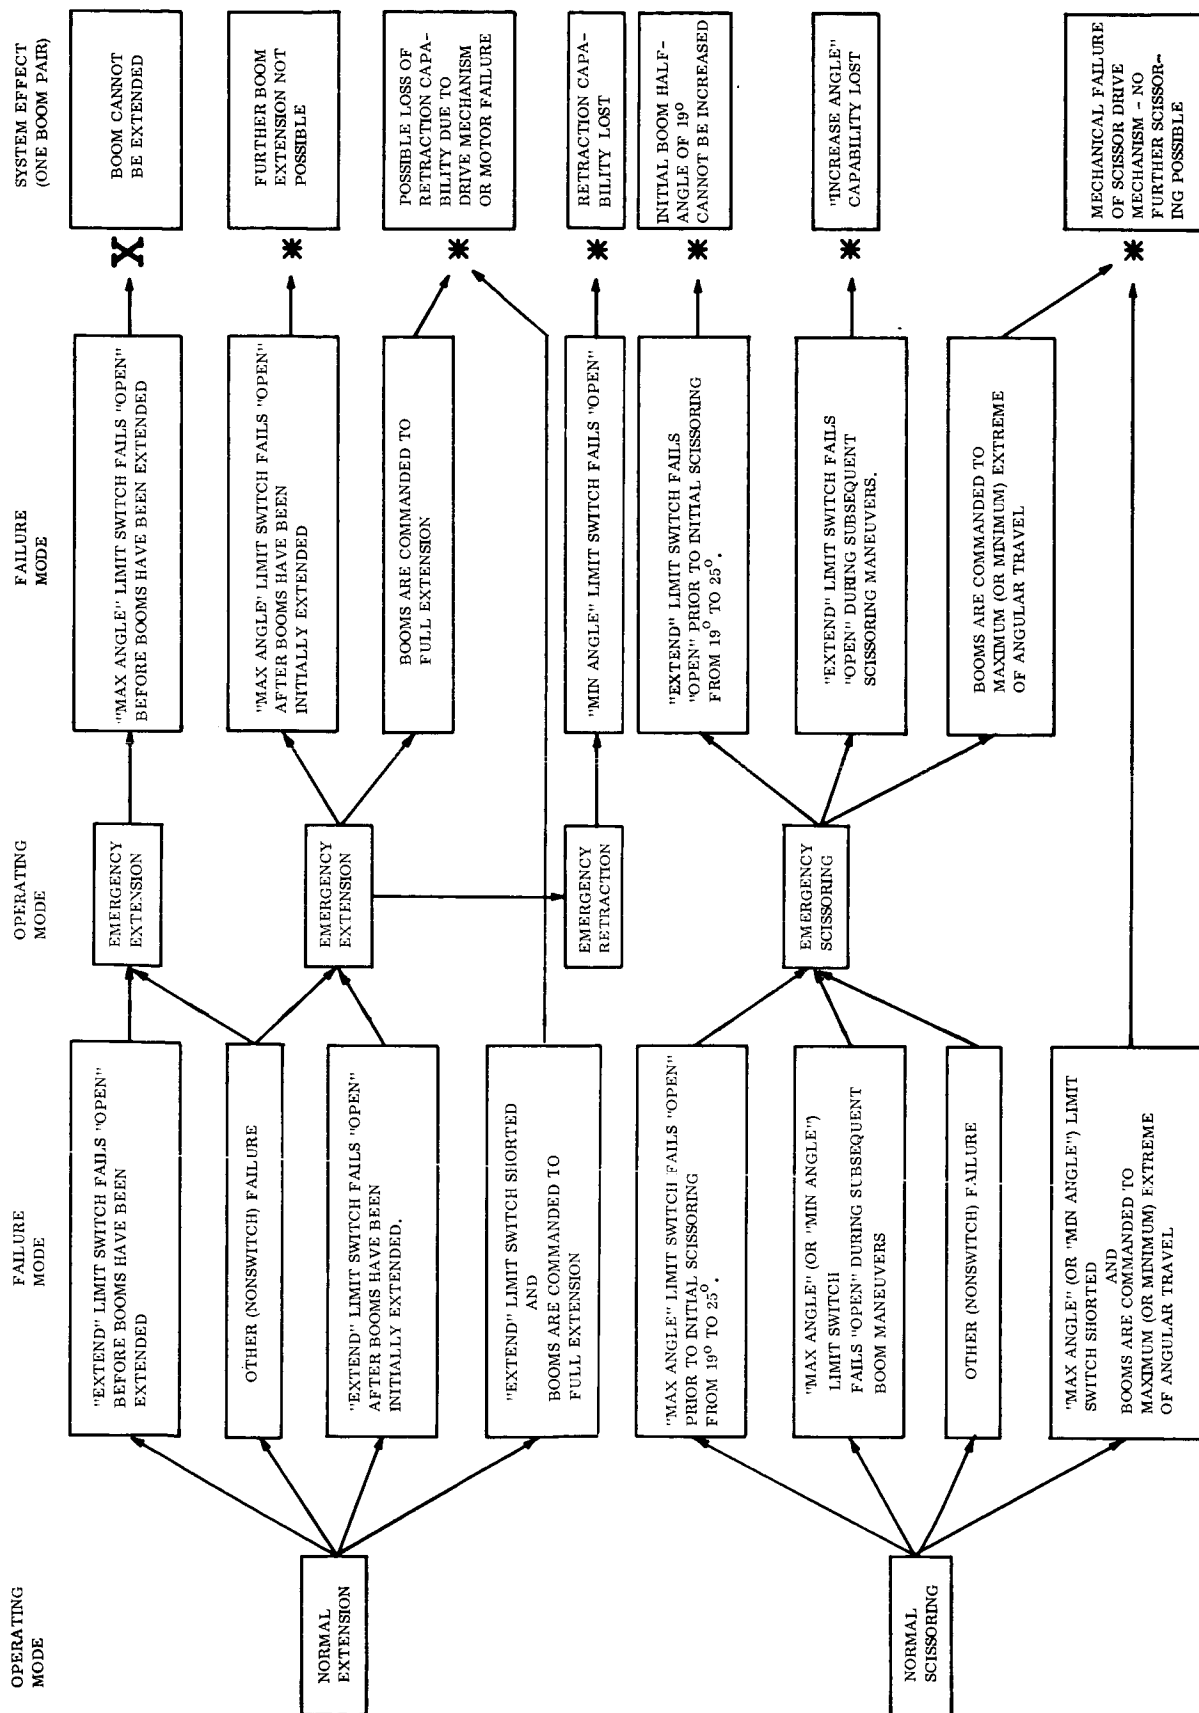 OPERATING
MODE
FAILURE
MODE
OPERATING
MODE
FAILURE
MODE
SYSTEM EFFECT
(ONE BOOM PAIR)
NORMAL
EXTENSION
"EXTEND" LIMIT SWITCH FAILS "OPEN"
BEFORE BOOMS HAVE BEEN
EXTENDED
OTHER (NONSWITCH) FAILURE
"EXTEND" LIMIT SWITCH FAILS "OPEN"
AFTER BOOMS HAVE BEEN
INITIALLY EXTENDED.
"EXTEND" LIMIT SWITCH SHORTED
AND
BOOMS ARE COMMANDED TO
FULL EXTENSION
EMERGENCY
EXTENSION
EMERGENCY
EXTENSION
EMERGENCY
RETRACTION
"MAX ANGLE" LIMIT SWITCH FAILS "OPEN"
BEFORE BOOMS HAVE BEEN EXTENDED
"MAX ANGLE' LIMIT SWITCH FAILS "OPEN"
AFTER BOOMS HAVE BEEN
INITIALLY EXTENDED
BOOMS ARE COMMANDED TO
FULL EXTENSION
"MIN ANGLE" LIMIT SWITCH FAILS "OPEN"
BOOM CANNOT
BE EXTENDED
FURTHER BOOM
EXTENSION NOT
POSSIBLE
POSSIBLE LOSS OF
RETRACTION CAPA-
BILITY DUE TO
DRIVE MECHANISM
OR MOTOR FAILURE
RETRACTION CAPA-
BILITY LOST
NORMAL
SCISSORING
"MAX ANGLE" LIMIT SWITCH FAILS "OPEN"
PRIOR TO INITIAL SCISSORING
FROM 19° TO 25°.
"MAX ANGLE" (OR "MIN ANGLE")
LIMIT SWITCH
FAILS "OPEN" DURING SUBSEQUENT
BOOM MANEUVERS
OTHER (NONSWITCH) FAILURE
"MAX ANGLE" (OR "MIN ANGLE") LIMIT
SWITCH SHORTED
AND
BOOMS ARE COMMANDED TO
MAXIMUM (OR MINIMUM) EXTREME
OF ANGULAR TRAVEL
EMERGENCY
SCISSORING
"EXTEND" LIMIT SWITCH FAILS
"OPEN" PRIOR TO INITIAL SCISSORING
FROM 19° TO 25°.
"EXTEND" LIMIT SWITCH FAILS
"OPEN" DURING SUBSEQUENT
SCISSORING MANEUVERS.
BOOMS ARE COMMANDED TO
MAXIMUM (OR MINIMUM) EXTREME
OF ANGULAR TRAVEL
INITIAL BOOM HALF-
ANGLE OF 19°
CANNOT BE INCREASED
"INCREASE ANGLE"
CAPABILITY LOST
MECHANICAL FAILURE
OF SCISSOR DRIVE
MECHANISM - NO
FURTHER SCISSOR-
ING POSSIBLE